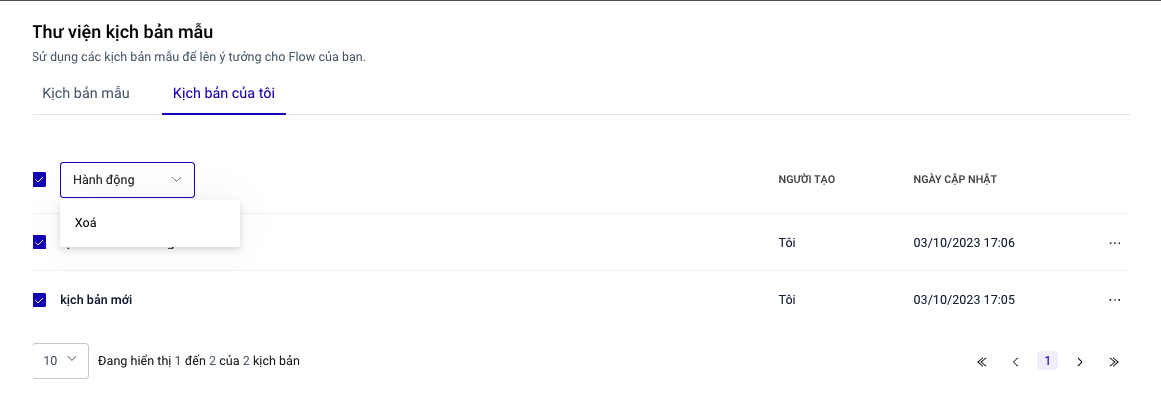 Thư viện kịch bản mẫu
Sử dụng các kịch bản mẫu để lên ý tưởng cho Flow của bạn.
Kịch bản mẫu Kịch bản của tôi
Hành động NGƯỜI TẠO NGÀY CẬP NHẬT
Xoá
Tôi 03/10/2023 17:06 ...
kịch bản mới Tôi 03/10/2023 17:05 ...
10 Đang hiển thị 1 đến 2 của 2 kịch bản « ‹ 1 › »